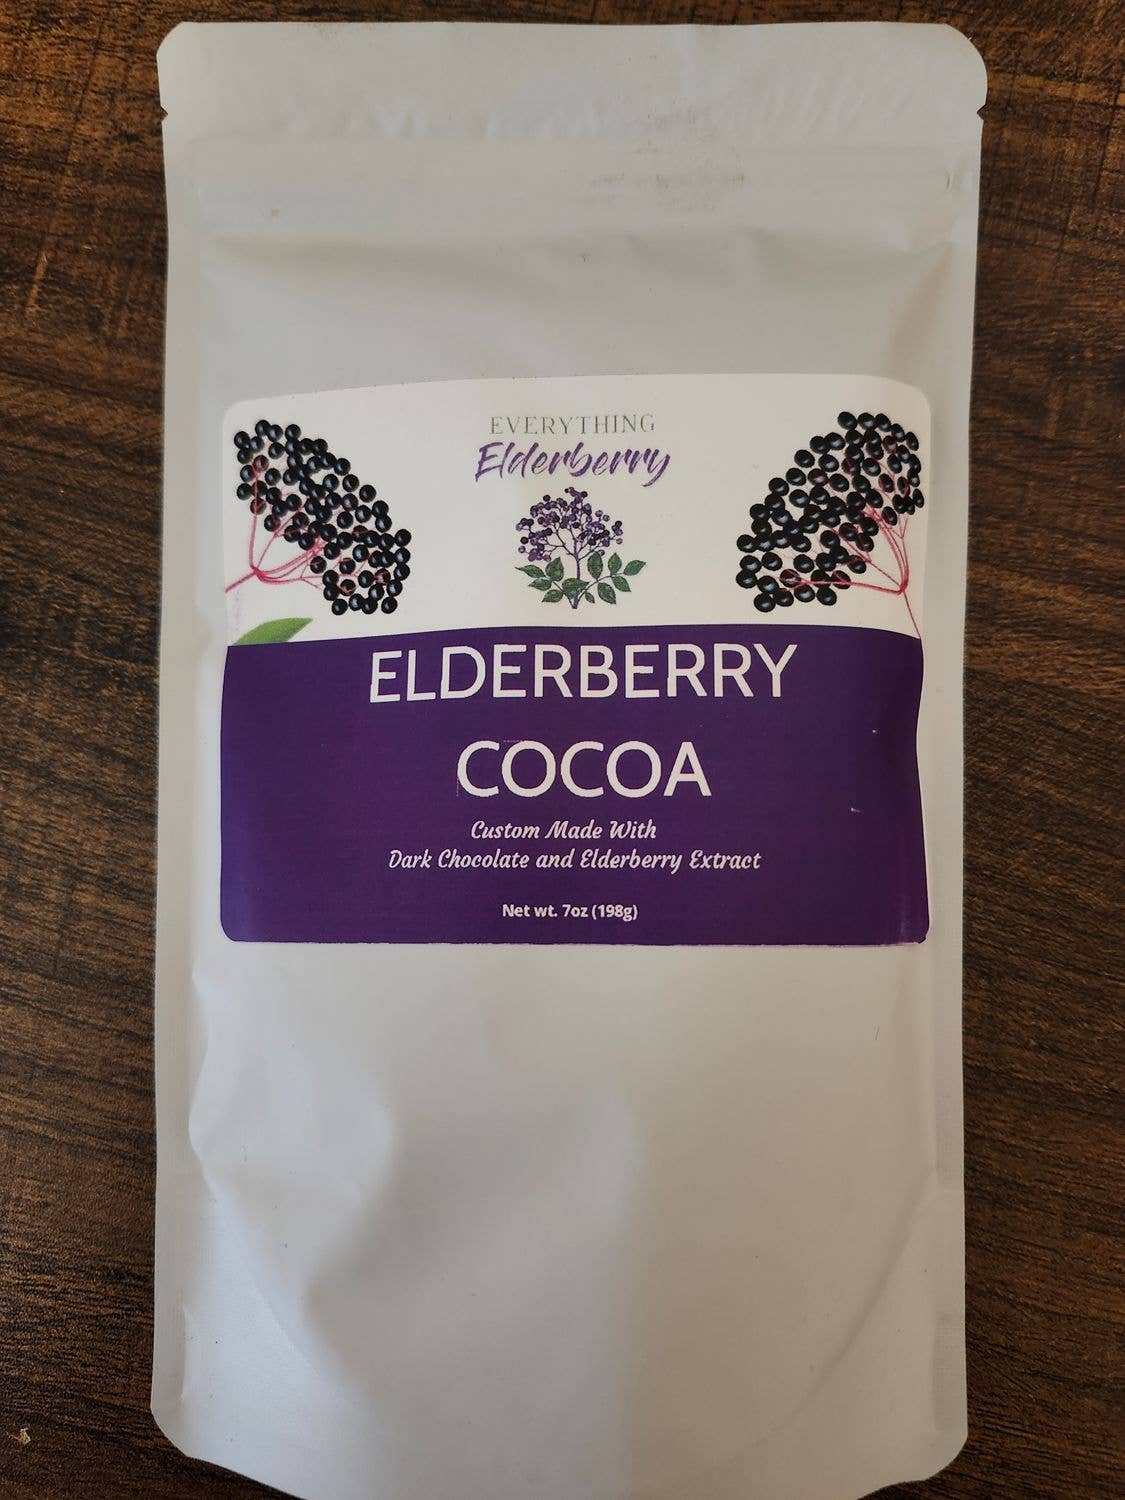 EVERYTHING
Elderberry
ELDERBERRY
COCOA
Custom Made With
Dark Chocolate and Elderberry Extract
Net wt. 7oz (198g)